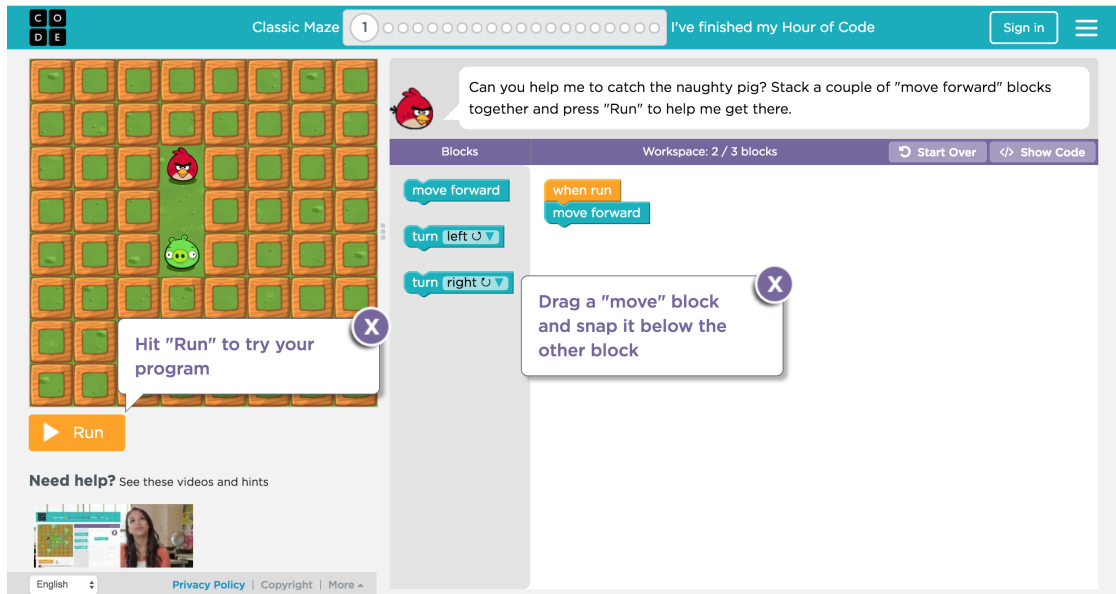 C O
D E
Classic Maze 1 I've finished my Hour of Code
Sign in
Can you help me to catch the naughty pig? Stack a couple of "move forward" blocks
together and press "Run" to help me get there.
Blocks
Workspace: 2 / 3 blocks
Start Over
</> Show Code
move forward
turn left
turn right
when run
move forward
Drag a "move" block
and snap it below the
other block
X
Hit "Run" to try your
program
X
Run
Need help? See these videos and hints
English
Privacy Policy | Copyright | More